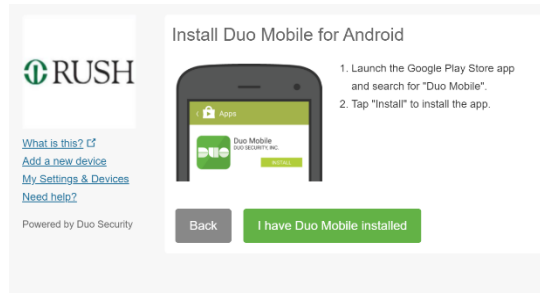 RUSH
What is this?
Add a new device
My Settings & Devices
Need help?
Powered by Duo Security
Install Duo Mobile for Android
Apps
DUO
Duo Mobile
DUO SECURITY, INC.
INSTALL
1. Launch the Google Play Store app
and search for "Duo Mobile".
2. Tap "Install" to install the app.
Back
I have Duo Mobile installed